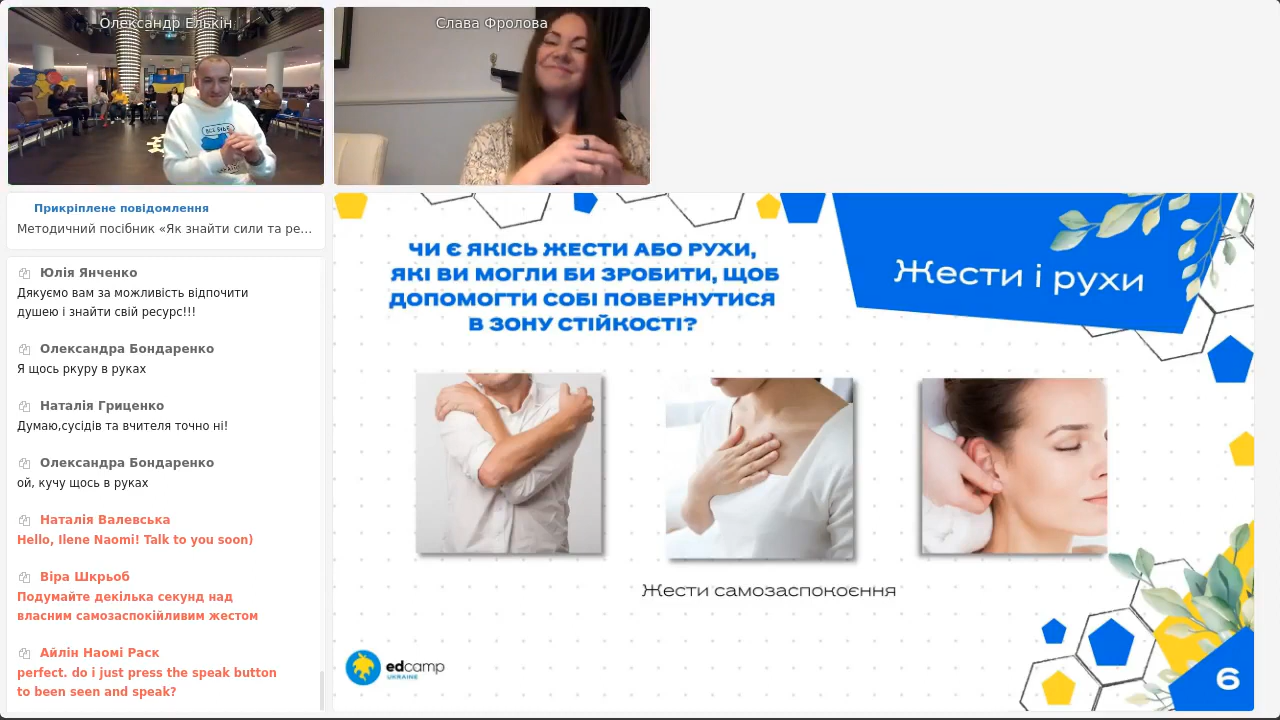 Олександр Елькін
Слава Фролова
Прикріплене повідомлення
Методичний посібник «Як знайти сили та ре...
Юлія Янченко
Дякуємо вам за можливість відпочити
душею і знайти свій ресурс!!!
Олександра Бондаренко
Я щось ркуру в руках
Наталія Гриценко
Думаю,сусідів та вчителя точно ні!
Олександра Бондаренко
ой, кучу щось в руках
Наталія Валевська
Hello, Ilene Naomi! Talk to you soon)
Віра Шкрьоб
Подумайте декілька секунд над
власним самозаспокійливим жестом
Айлін Наомі Раск
perfect. do i just press the speak button
to been seen and speak?
ЧИ Є ЯКІСЬ ЖЕСТИ АБО РУХИ,
ЯКІ ВИ МОГЛИ БИ ЗРОБИТИ, ЩОБ
ДОПОМОГТИ СОБІ ПОВЕРНУТИСЯ
В ЗОНУ СТІЙКОСТІ?
Жести і рухи
Жести самозаспокоєння
edcamp
UKRAINE
6